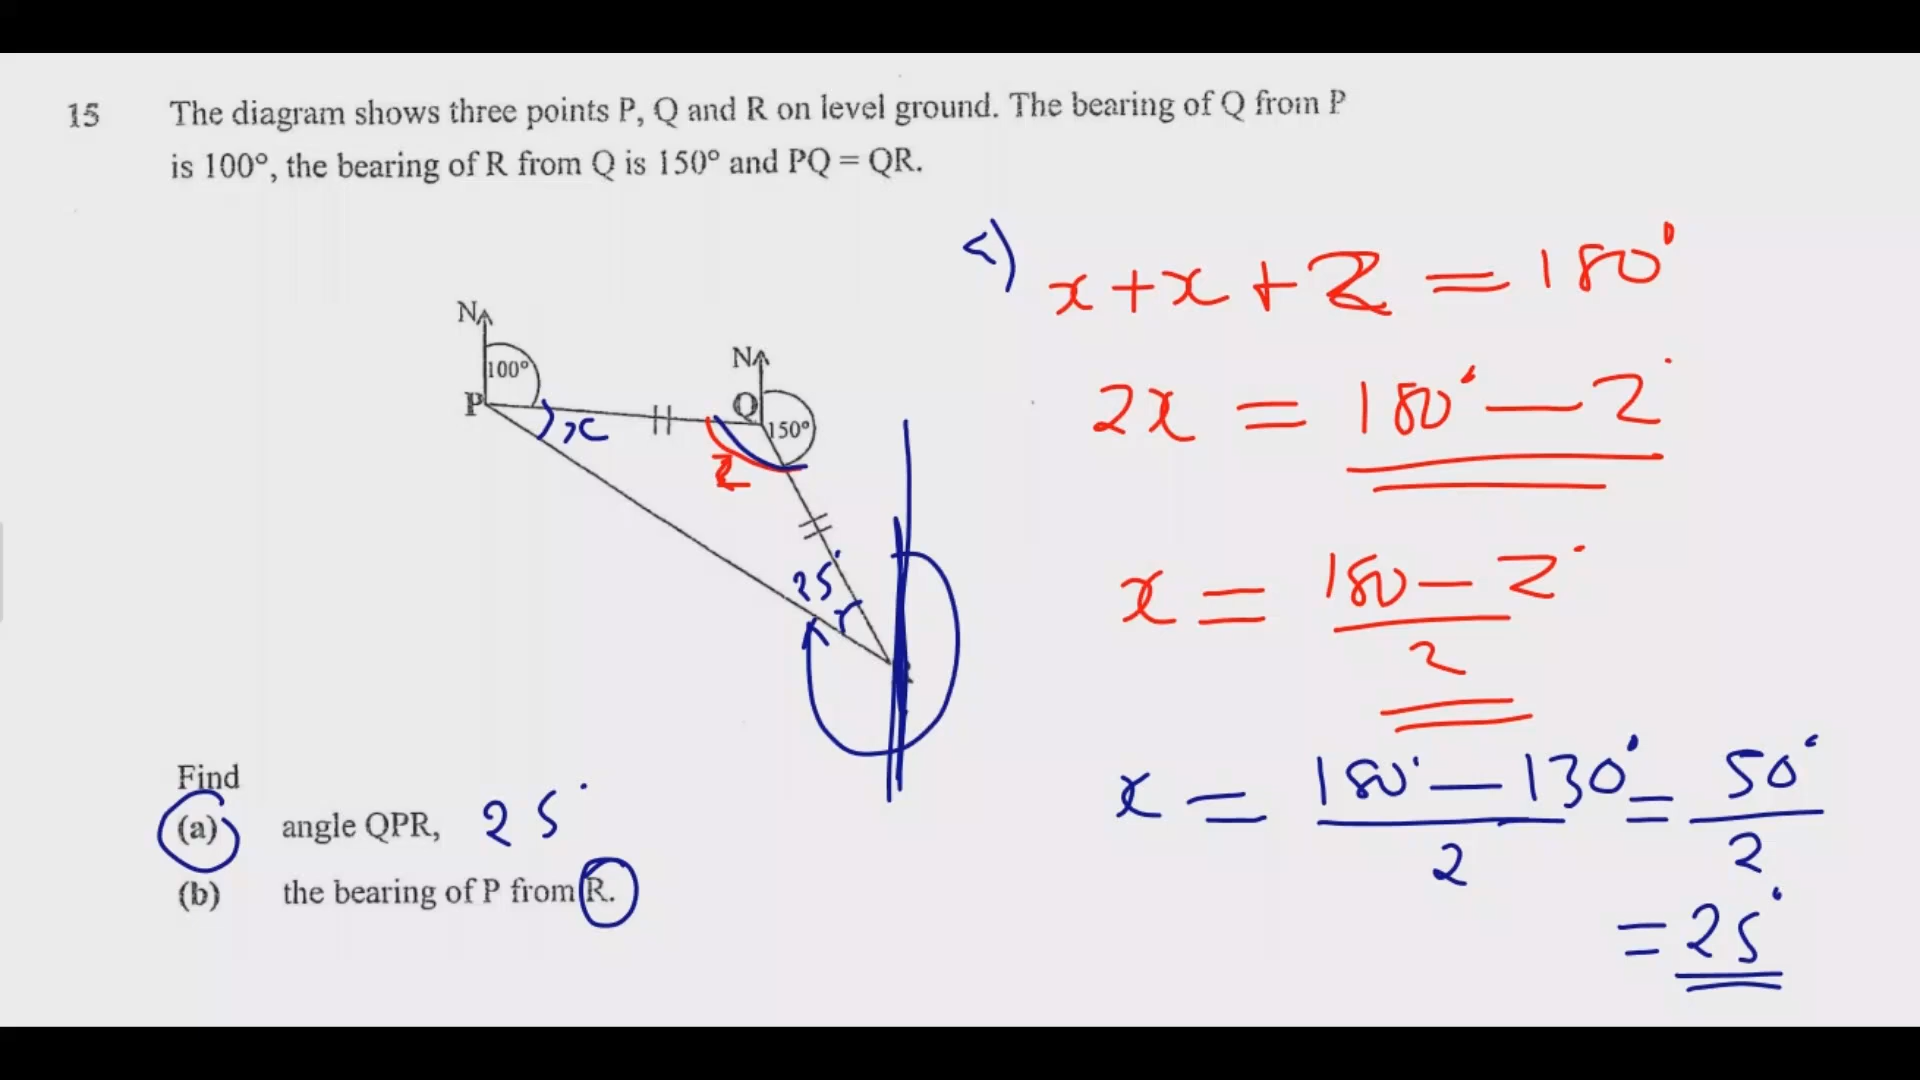 15 The diagram shows three points P, Q and R on level ground. The bearing of Q from P
is 100°, the bearing of R from Q is 150° and PQ = QR.
x + x + Z = 180°
N
N
100°
P
Q
150°
x
Z
2x = 180° − Z
25°
x = 180 − Z° / 2
R
Find
(a) angle QPR, 25°
(b) the bearing of P from R.
x = 180° − 130° / 2 = 50° / 2
= 25°